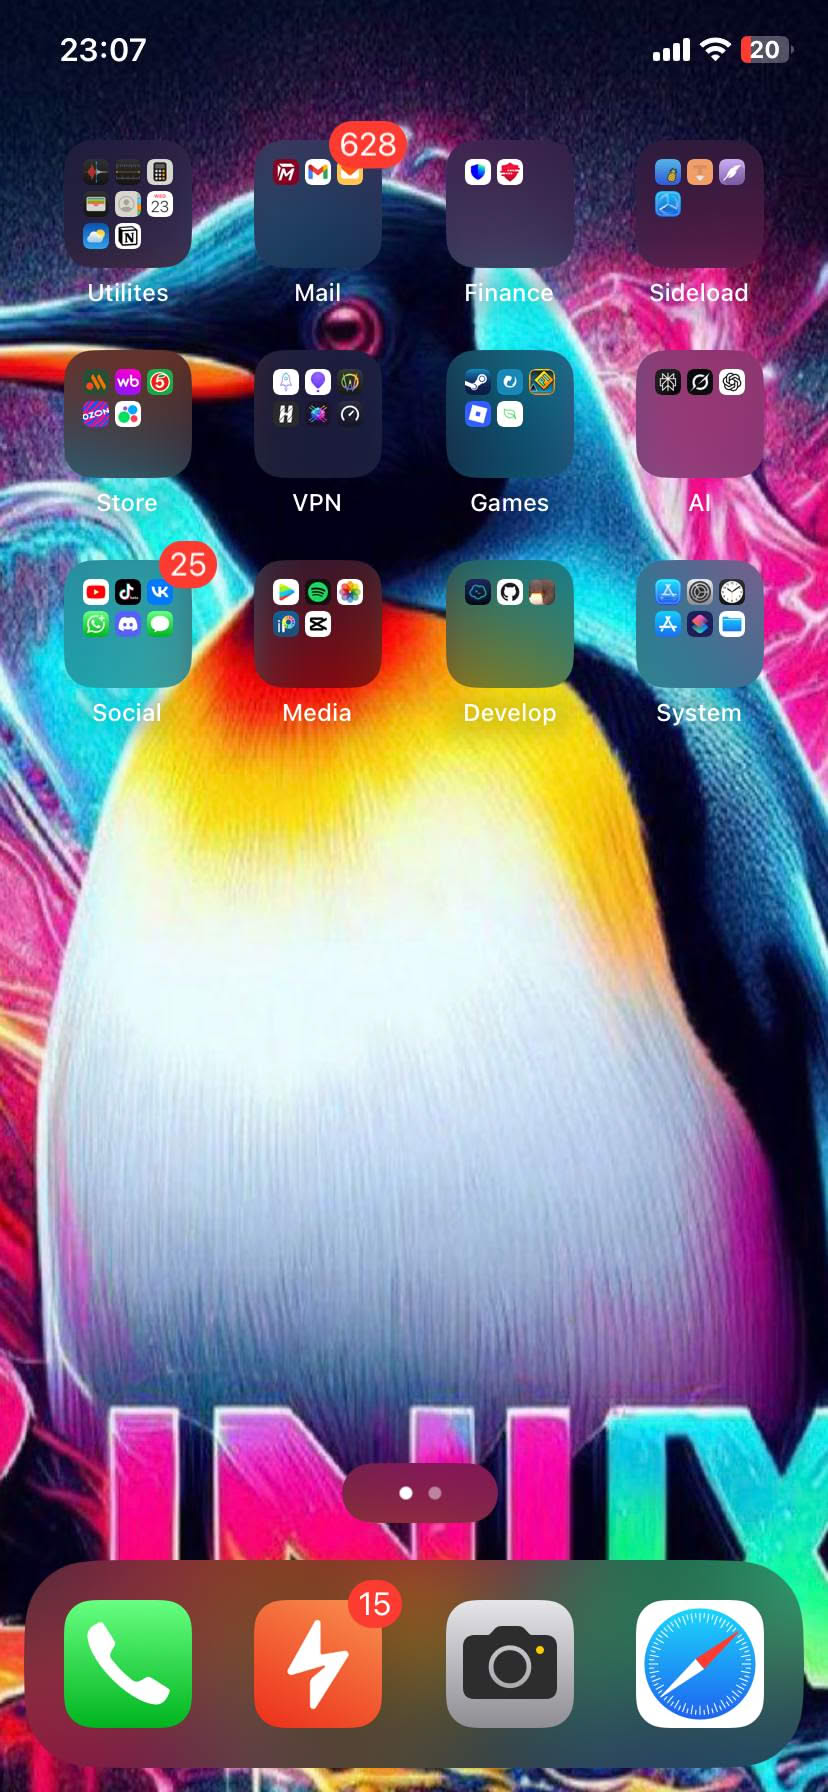 23:07
20
628
WED
23
Utilites
Mail
Finance
Sideload
wb
5
OZON
Store
VPN
Games
AI
25
Social
Media
Develop
System
INIX
15